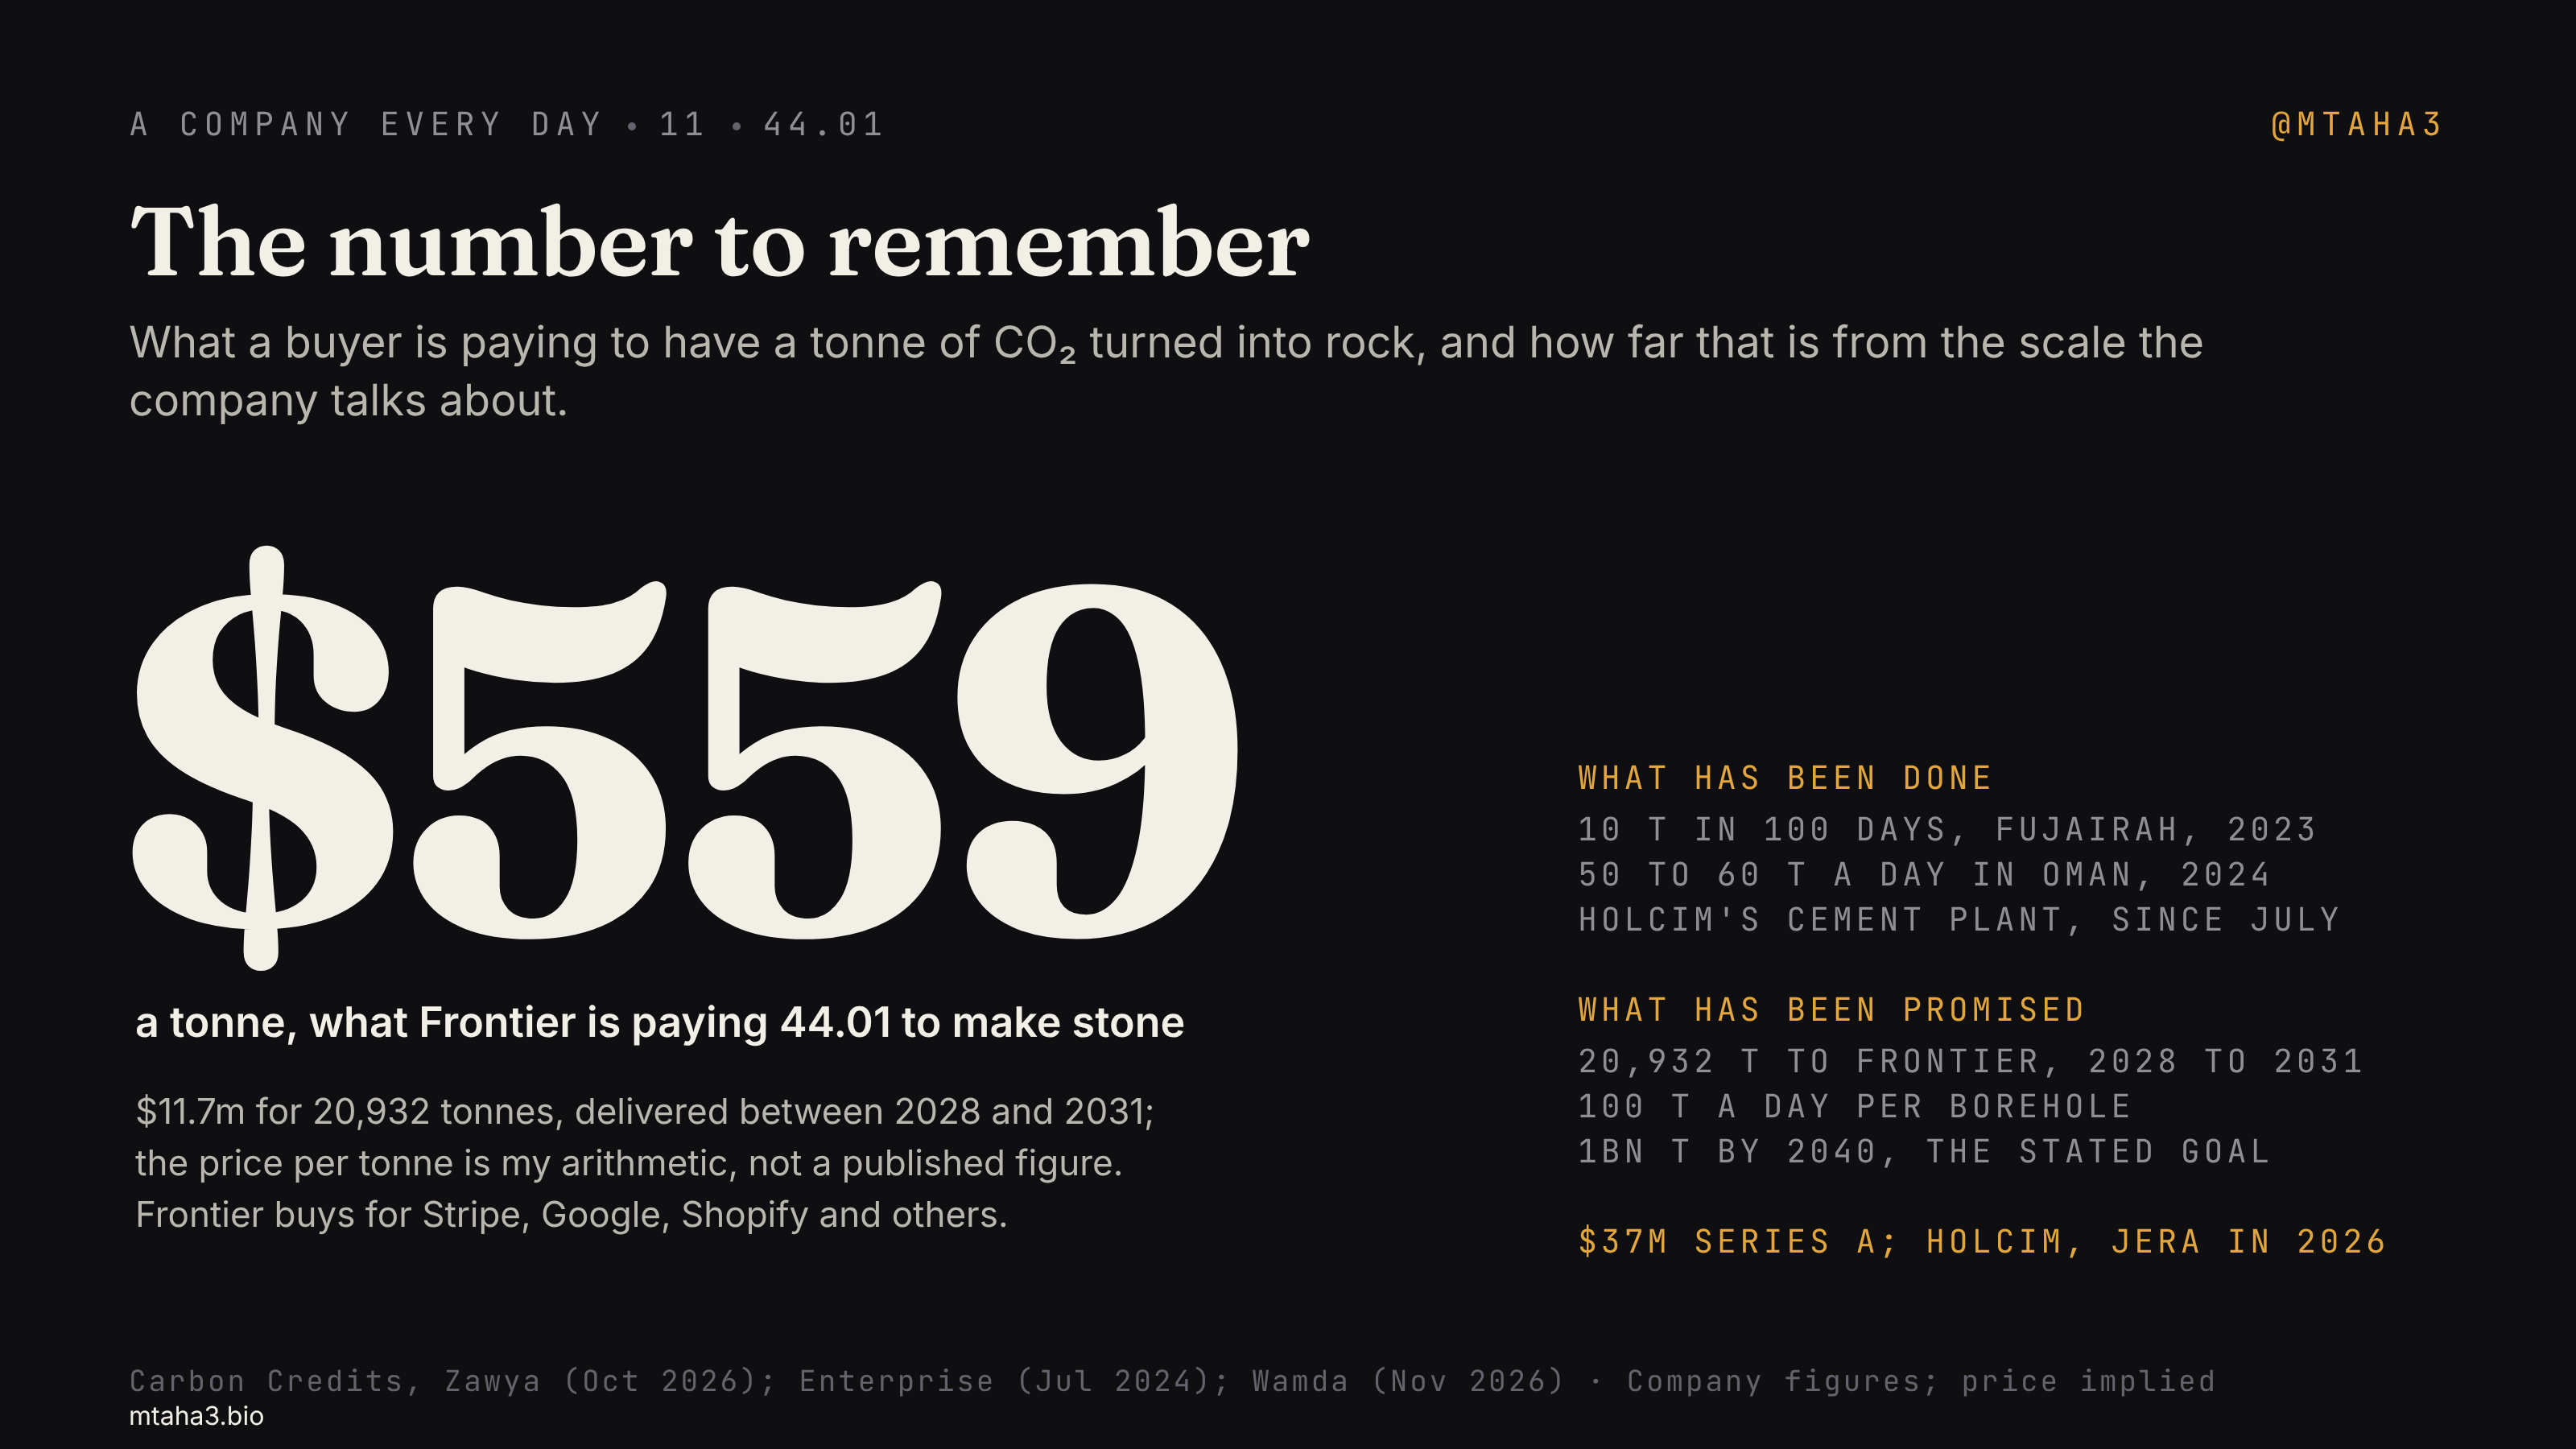 A COMPANY EVERY DAY · 11 · 44.01
@MTAHA3
The number to remember
What a buyer is paying to have a tonne of CO₂ turned into rock, and how far that is from the scale the
company talks about.
$559
a tonne, what Frontier is paying 44.01 to make stone
$11.7m for 20,932 tonnes, delivered between 2028 and 2031;
the price per tonne is my arithmetic, not a published figure.
Frontier buys for Stripe, Google, Shopify and others.
WHAT HAS BEEN DONE
10 T IN 100 DAYS, FUJAIRAH, 2023
50 TO 60 T A DAY IN OMAN, 2024
HOLCIM'S CEMENT PLANT, SINCE JULY
WHAT HAS BEEN PROMISED
20,932 T TO FRONTIER, 2028 TO 2031
100 T A DAY PER BOREHOLE
1BN T BY 2040, THE STATED GOAL
$37M SERIES A; HOLCIM, JERA IN 2026
Carbon Credits, Zawya (Oct 2026); Enterprise (Jul 2024); Wamda (Nov 2026) · Company figures; price implied
mtaha3.bio